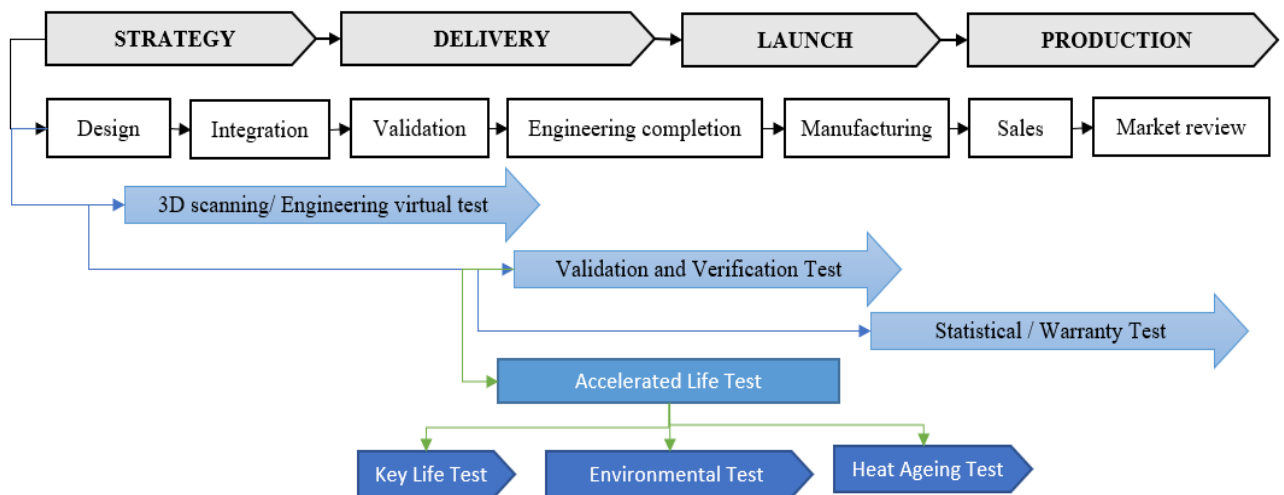 STRATEGY
DELIVERY
LAUNCH
PRODUCTION
Design
Integration
Validation
Engineering completion
Manufacturing
Sales
Market review
3D scanning/ Engineering virtual test
Validation and Verification Test
Statistical / Warranty Test
Accelerated Life Test
Key Life Test
Environmental Test
Heat Ageing Test